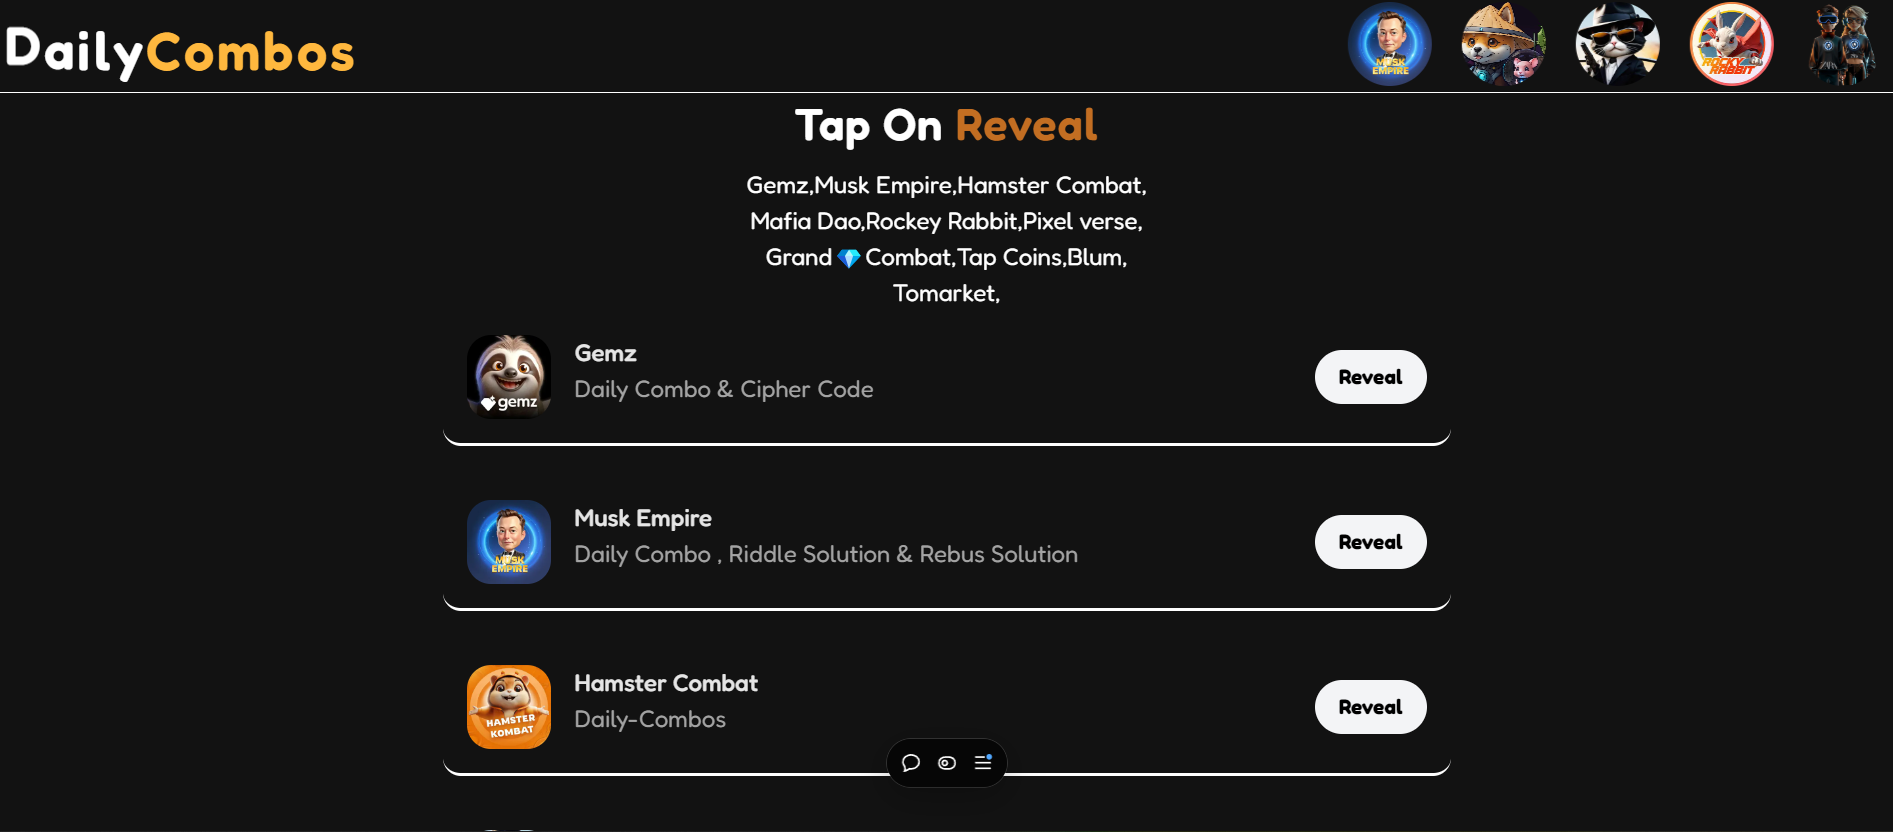 DailyCombos
MUSK
EMPIRE
ROCKY
RABBIT
Tap On Reveal
Gemz,Musk Empire,Hamster Combat,
Mafia Dao,Rockey Rabbit,Pixel verse,
Grand 💎 Combat,Tap Coins,Blum,
Tomarket,
gemz
Gemz
Daily Combo & Cipher Code
Reveal
MUSK
EMPIRE
Musk Empire
Daily Combo , Riddle Solution & Rebus Solution
Reveal
HAMSTER
KOMBAT
Hamster Combat
Daily-Combos
Reveal